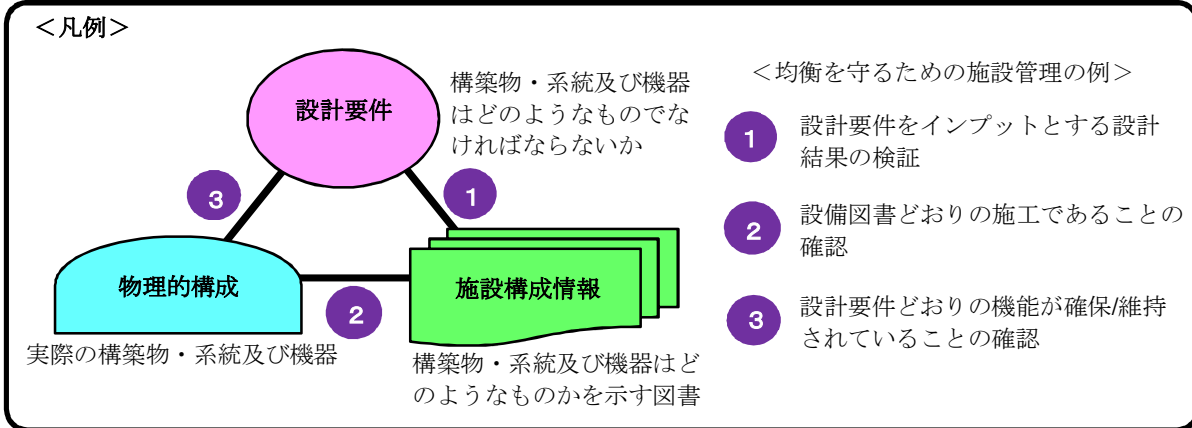 ＜凡例＞
設計要件
構築物・系統及び機器
はどのようなものでな
ければならないか
3
1
物理的構成
2
施設構成情報
実際の構築物・系統及び機器
構築物・系統及び機器はど
のようなものかを示す図書
＜均衡を守るための施設管理の例＞
1
設計要件をインプットとする設計
結果の検証
2
設備図書どおりの施工であることの
確認
3
設計要件どおりの機能が確保/維持
されていることの確認